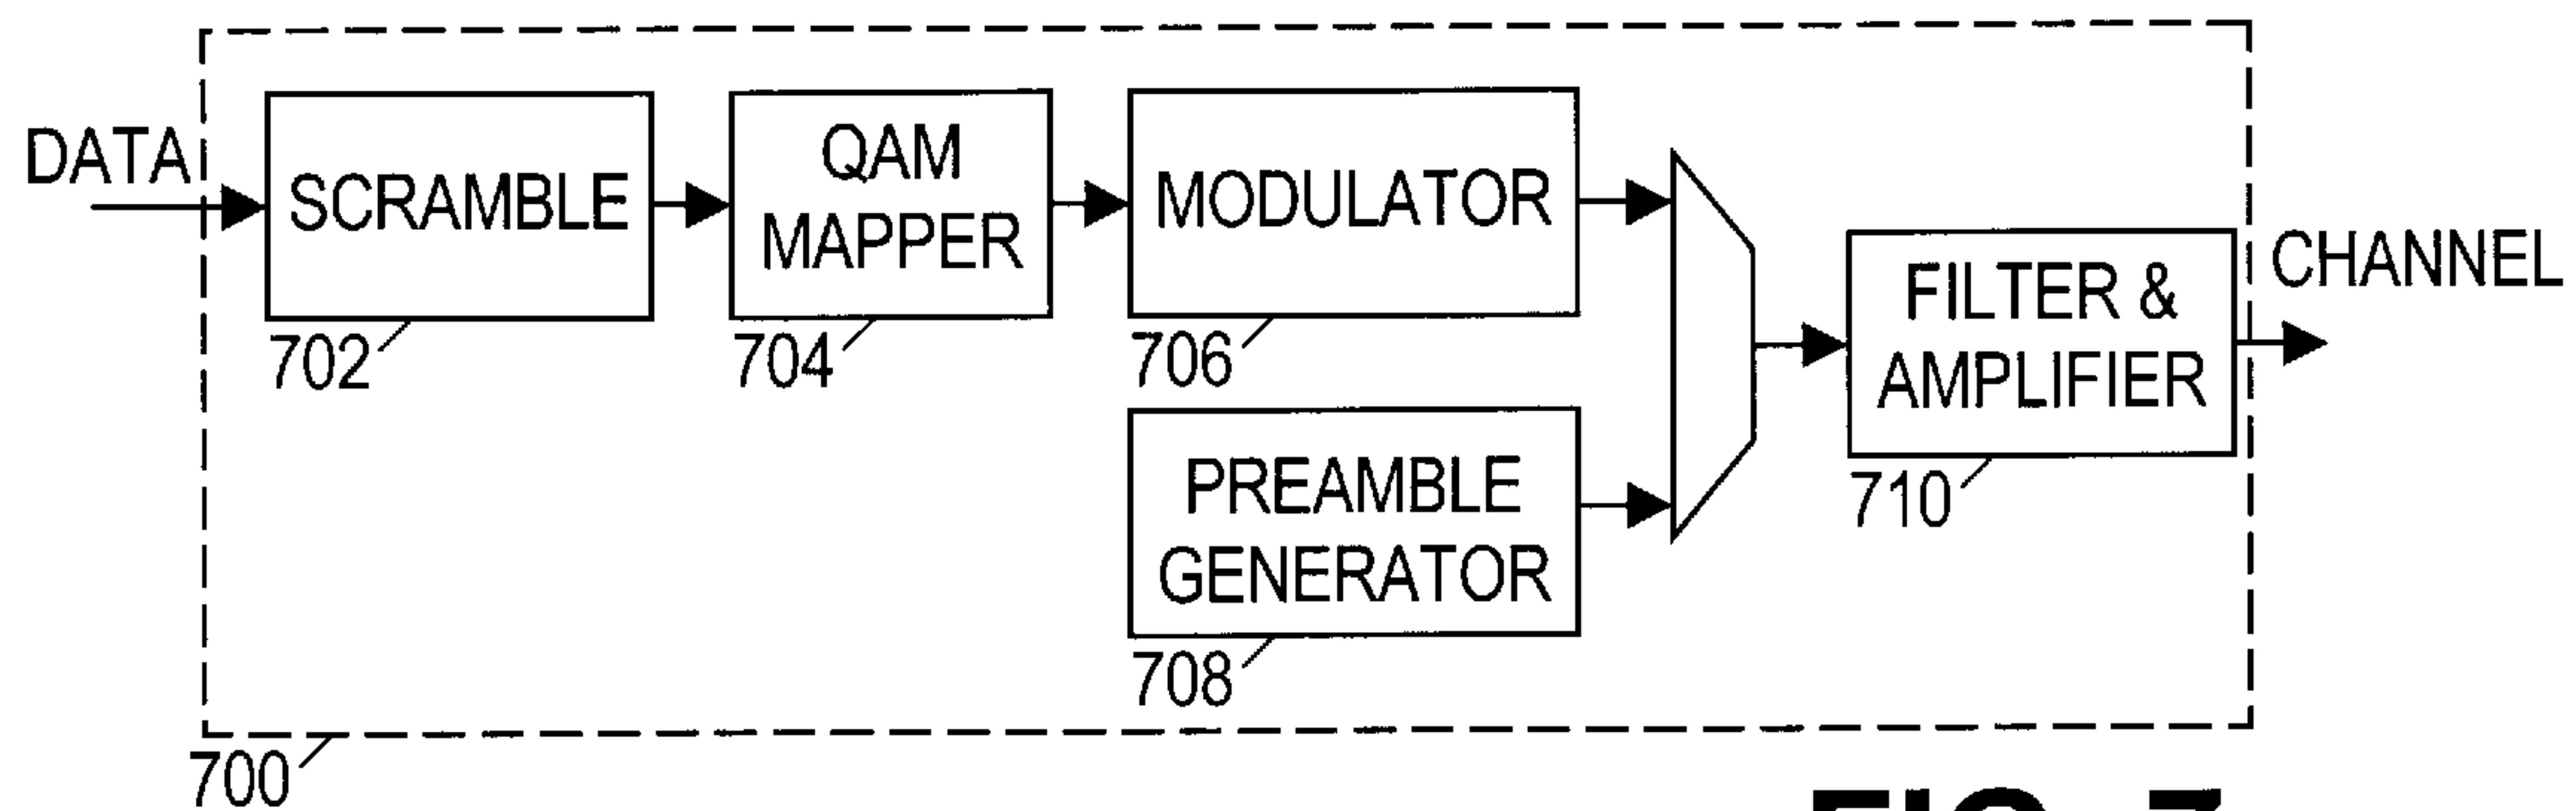 DATA
SCRAMBLE
702
QAM
MAPPER
704
MODULATOR
706
PREAMBLE
GENERATOR
708
FILTER &
AMPLIFIER
710
CHANNEL
700